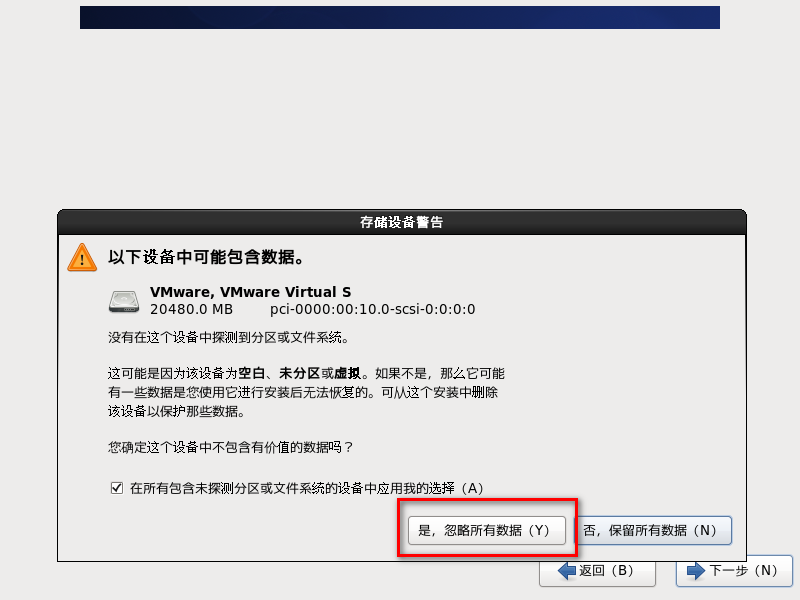 存储设备警告
以下设备中可能包含数据。
VMware, VMware Virtual S
20480.0 MB pci-0000:00:10.0-scsi-0:0:0:0
没有在这个设备中探测到分区或文件系统。
这可能是因为该设备为空白、未分区或虚拟。如果不是，那么它可能
有一些数据是您使用它进行安装后无法恢复的。可从这个安装中删除
该设备以保护那些数据。
您确定这个设备中不包含有价值的数据吗？
在所有包含未探测分区或文件系统的设备中应用我的选择（A）
是，忽略所有数据（Y） 否，保留所有数据（N）
返回（B） 下一步（N）